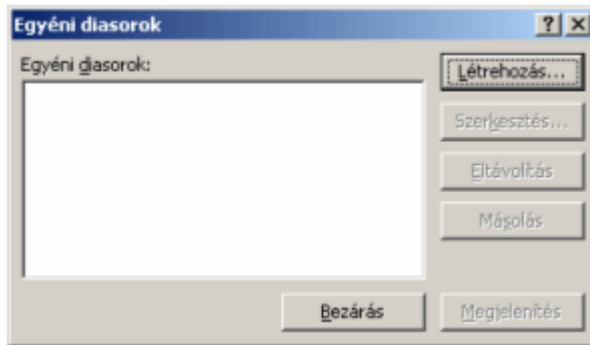 Egyéni diasorok
Egyéni diasorok:
Létrehozás...
Szerkesztés...
Eltávolítás
Másolás
Bezárás
Megjelenítés